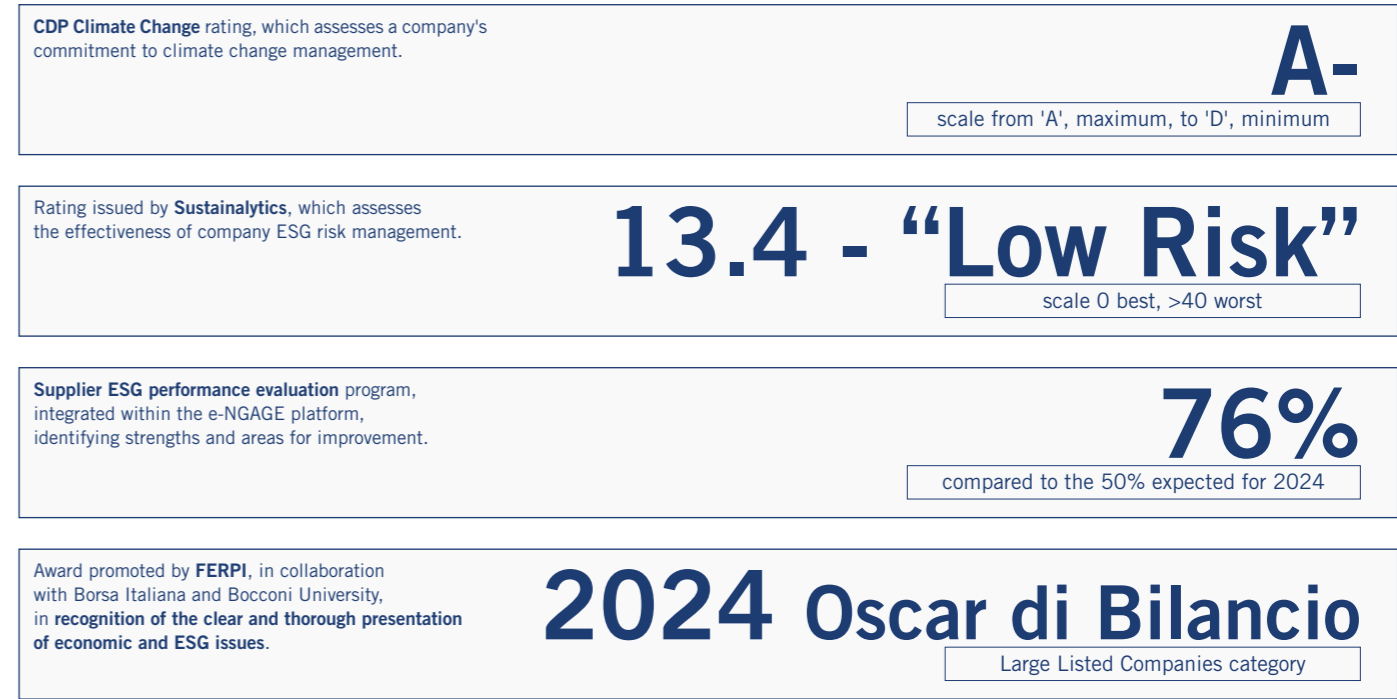 CDP Climate Change rating, which assesses a company's
commitment to climate change management.
A-
scale from 'A', maximum, to 'D', minimum
Rating issued by Sustainalytics, which assesses
the effectiveness of company ESG risk management.
13.4 - “Low Risk”
scale 0 best, >40 worst
Supplier ESG performance evaluation program,
integrated within the e-NGAGE platform,
identifying strengths and areas for improvement.
76%
compared to the 50% expected for 2024
Award promoted by FERPI, in collaboration
with Borsa Italiana and Bocconi University,
in recognition of the clear and thorough presentation
of economic and ESG issues.
2024 Oscar di Bilancio
Large Listed Companies category